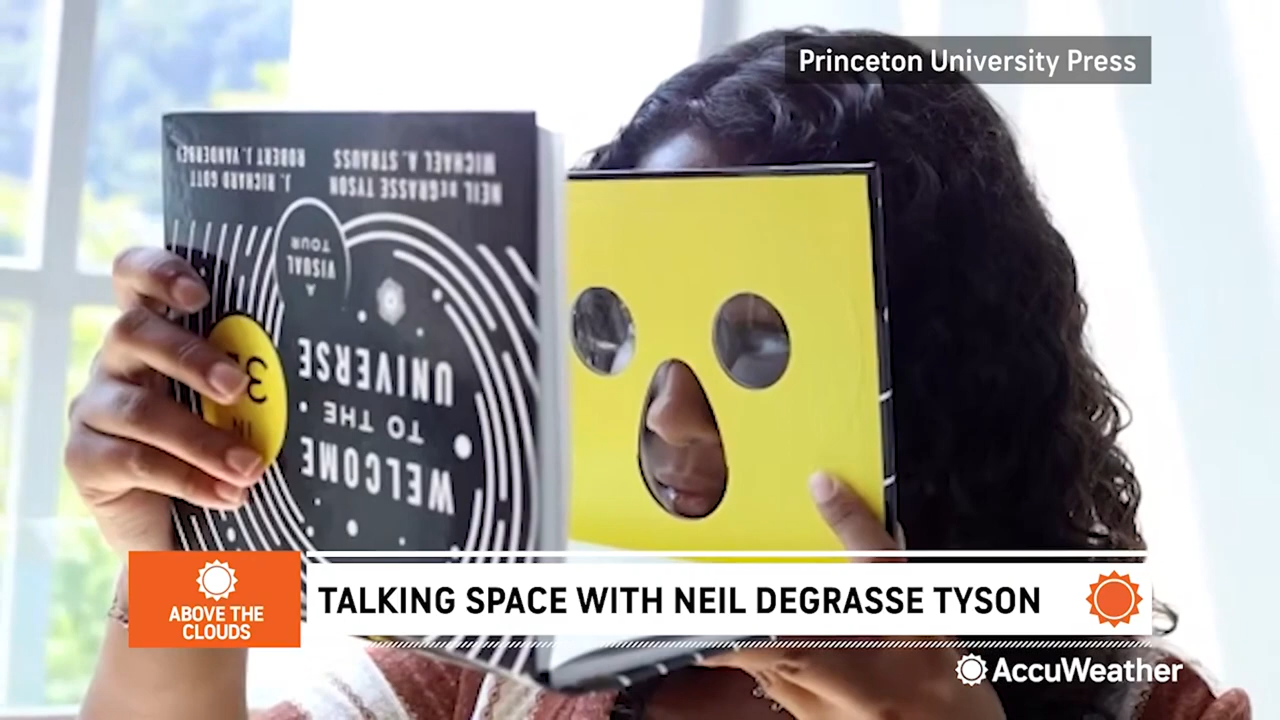 Princeton University Press
WELCOME
TO THE
UNIVERSE
IN
3D
A
VISUAL
TOUR
NEIL DeGRASSE TYSON
MICHAEL A. STRAUSS
J. RICHARD GOTT
ROBERT J. VANDERBEI
ABOVE THE
CLOUDS
TALKING SPACE WITH NEIL DEGRASSE TYSON
AccuWeather